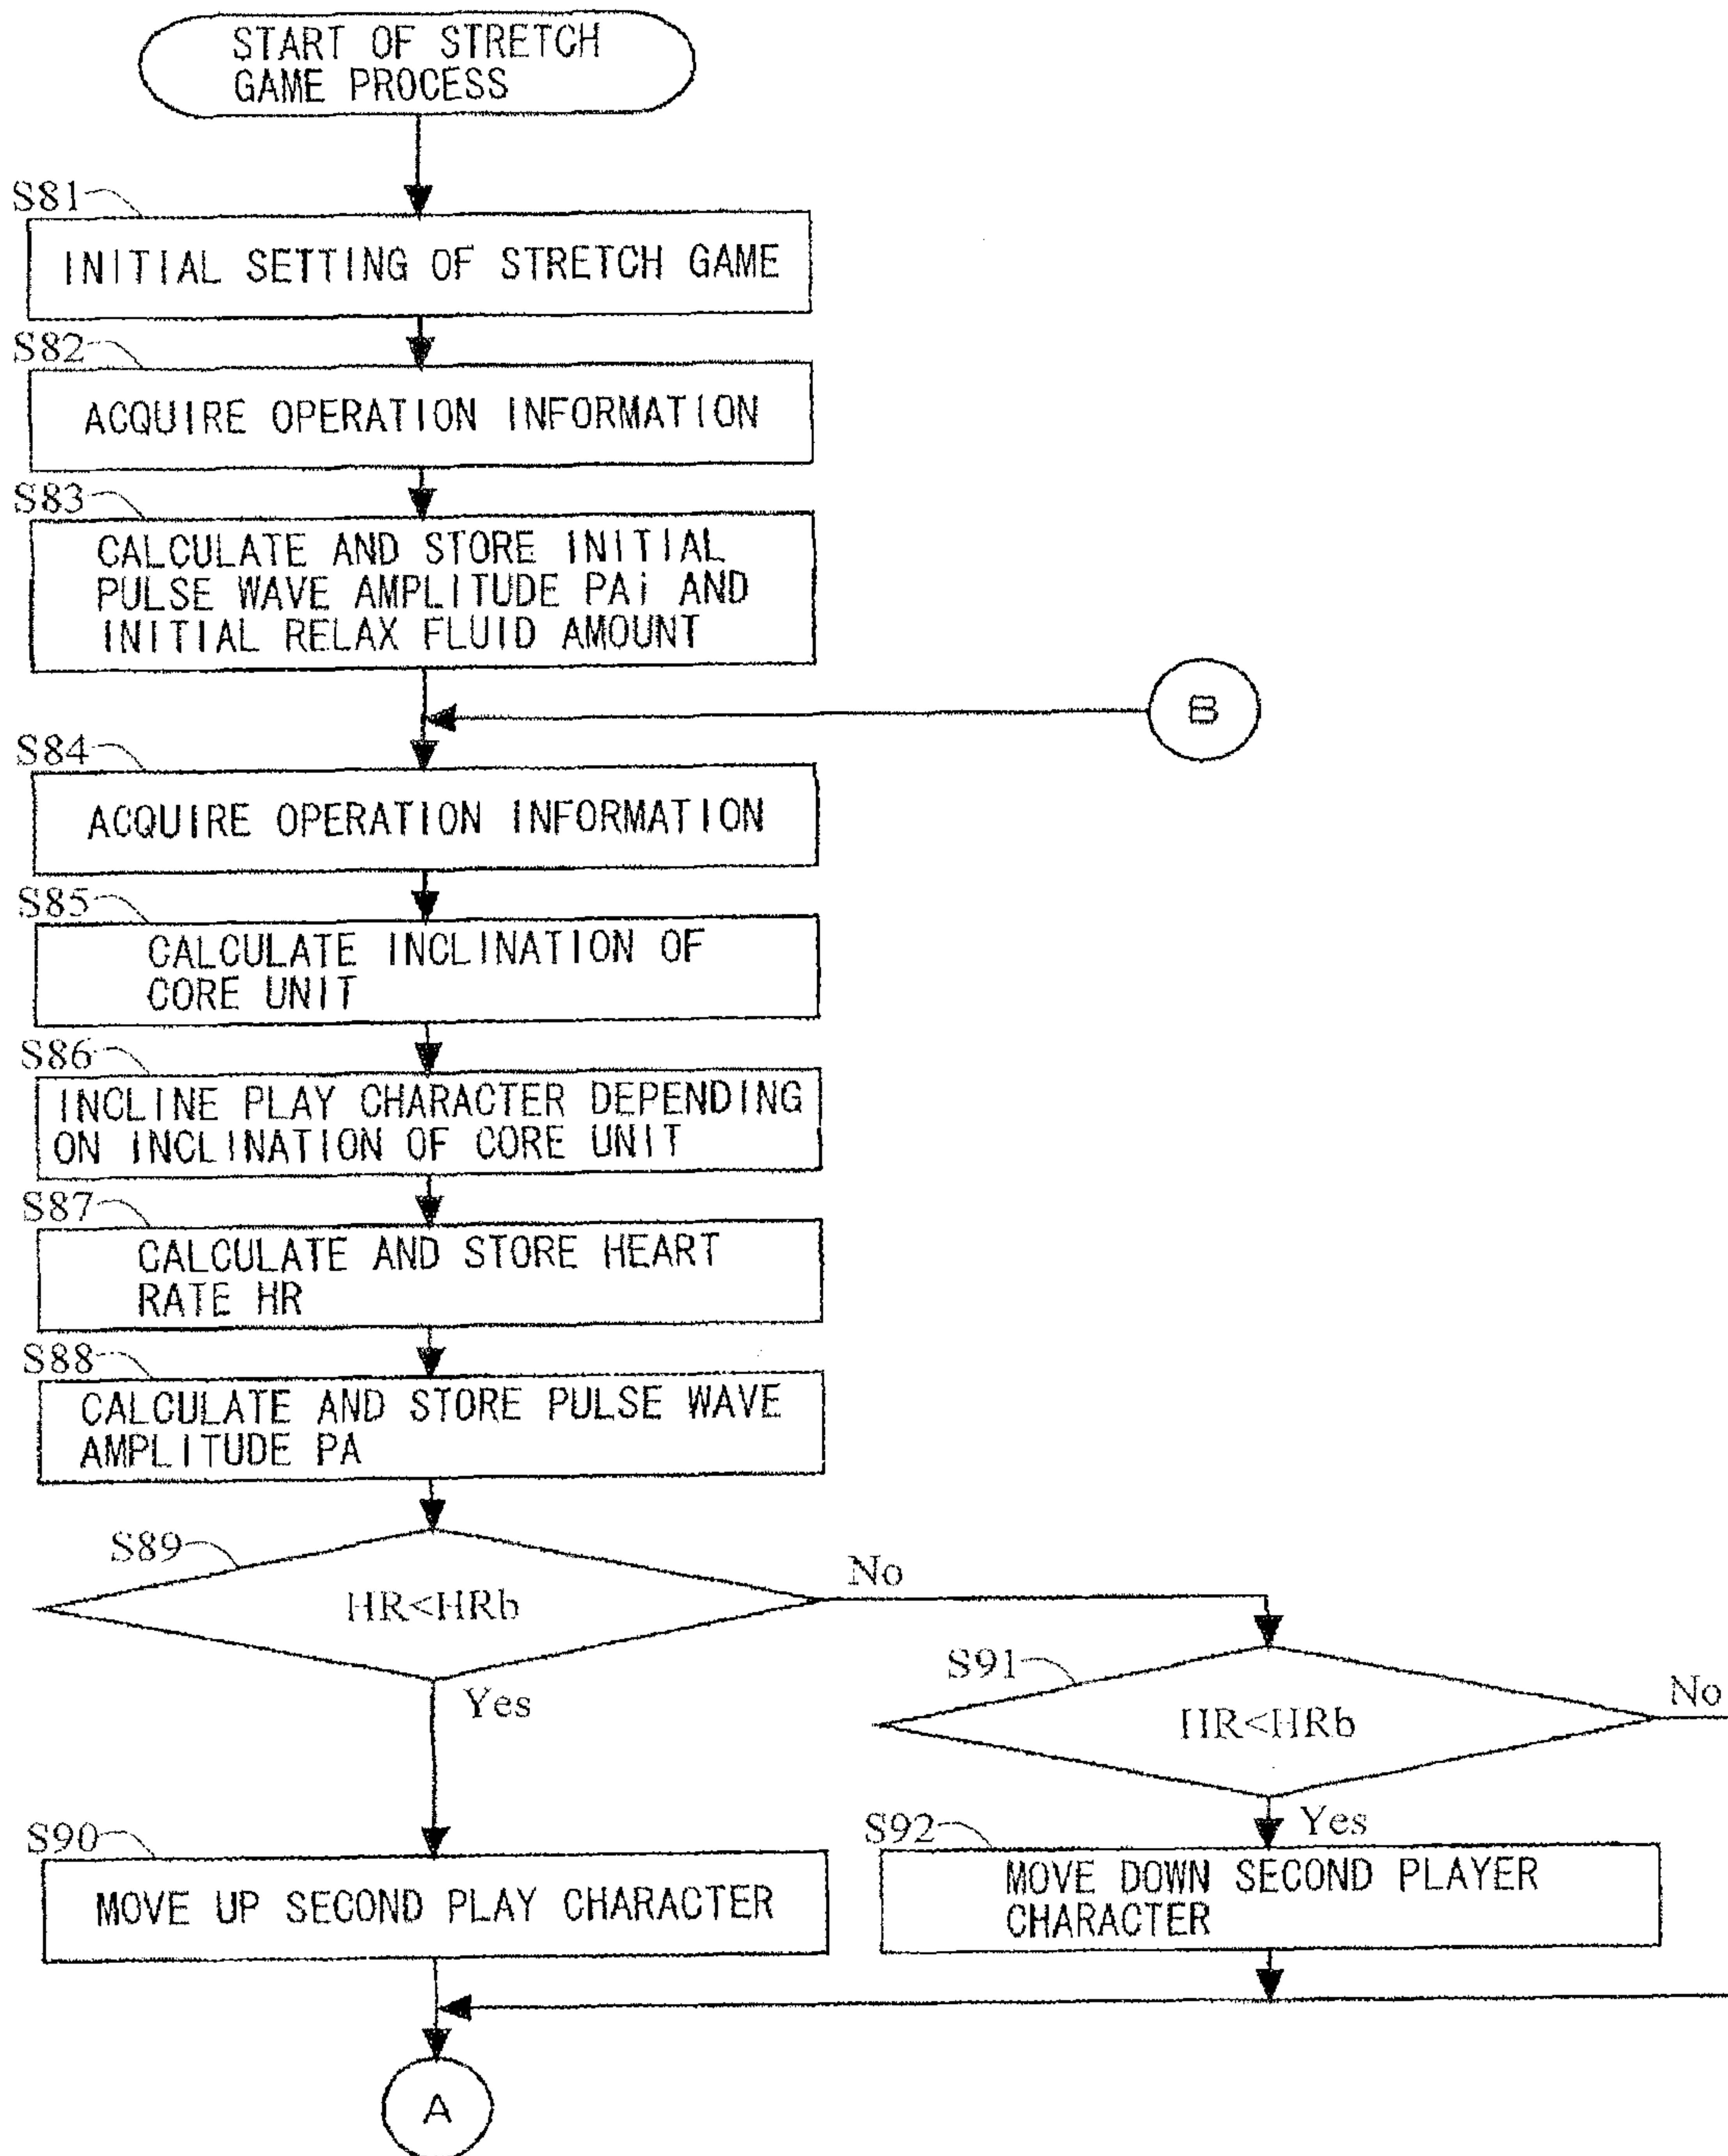 START OF STRETCH
GAME PROCESS
S81
INITIAL SETTING OF STRETCH GAME
S82
ACQUIRE OPERATION INFORMATION
S83
CALCULATE AND STORE INITIAL
PULSE WAVE AMPLITUDE PAi AND
INITIAL RELAX FLUID AMOUNT
B
S84
ACQUIRE OPERATION INFORMATION
S85
CALCULATE INCLINATION OF
CORE UNIT
S86
INCLINE PLAY CHARACTER DEPENDING
ON INCLINATION OF CORE UNIT
S87
CALCULATE AND STORE HEART
RATE HR
S88
CALCULATE AND STORE PULSE WAVE
AMPLITUDE PA
S89
HR<HRb
No
Yes
S91
HR<HRb
No
Yes
S90
MOVE UP SECOND PLAY CHARACTER
S92
MOVE DOWN SECOND PLAYER
CHARACTER
A